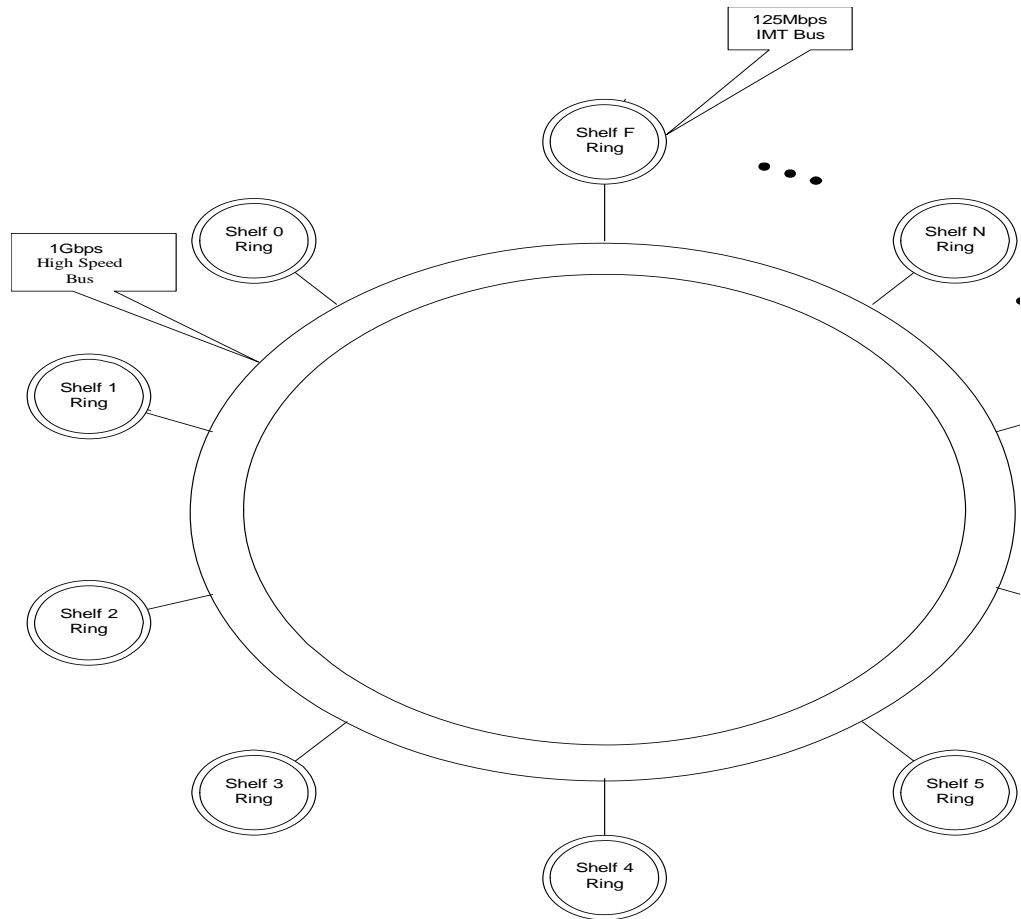 125Mbps
IMT Bus
Shelf F
Ring
Shelf 0
Ring
Shelf N
Ring
1Gbps
High Speed
Bus
Shelf 1
Ring
Shelf 2
Ring
Shelf 3
Ring
Shelf 5
Ring
Shelf 4
Ring